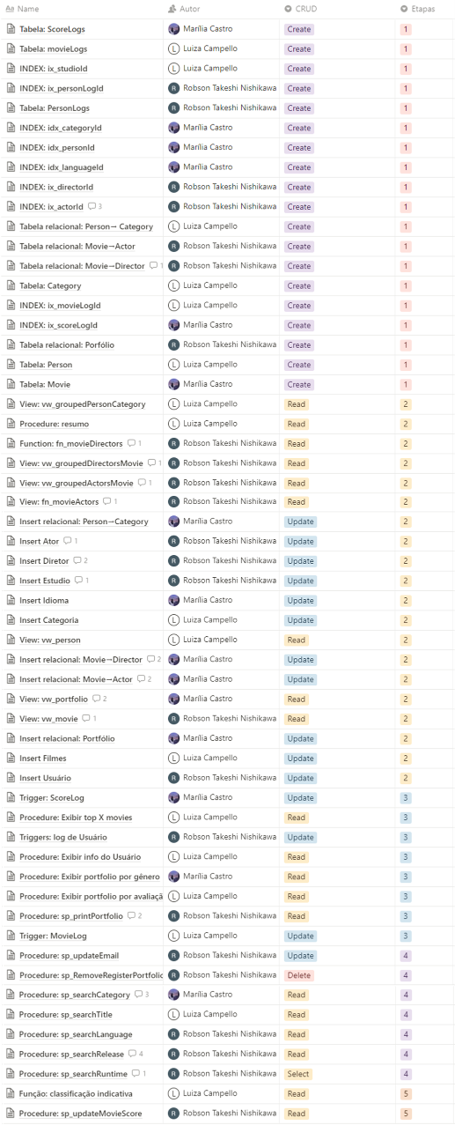 Name Autor CRUD Etapas
Tabela: ScoreLogs Marília Castro Create 1
Tabela: movieLogs L Luiza Campello Create 1
INDEX: ix_studioId L Luiza Campello Create 1
INDEX: ix_personLogId R Robson Takeshi Nishikawa Create 1
Tabela: PersonLogs R Robson Takeshi Nishikawa Create 1
INDEX: idx_categoryId Marília Castro Create 1
INDEX: idx_personId Marília Castro Create 1
INDEX: idx_languageId Marília Castro Create 1
INDEX: ix_directorId R Robson Takeshi Nishikawa Create 1
INDEX: ix_actorId 3 R Robson Takeshi Nishikawa Create 1
Tabela relacional: Person—Category L Luiza Campello Create 1
Tabela relacional: Movie—Actor R Robson Takeshi Nishikawa Create 1
Tabela relacional: Movie—Director 1 R Robson Takeshi Nishikawa Create 1
Tabela: Category L Luiza Campello Create 1
INDEX: ix_movieLogId L Luiza Campello Create 1
INDEX: ix_scoreLogId Marília Castro Create 1
Tabela relacional: Porfólio R Robson Takeshi Nishikawa Create 1
Tabela: Person L Luiza Campello Create 1
Tabela: Movie Marília Castro Create 1
View: vw_groupedPersonCategory L Luiza Campello Read 2
Procedure: resumo L Luiza Campello Read 2
Function: fn_movieDirectors 1 R Robson Takeshi Nishikawa Read 2
View: vw_groupedDirectorsMovie 1 R Robson Takeshi Nishikawa Read 2
View: vw_groupedActorsMovie 1 R Robson Takeshi Nishikawa Read 2
View: fn_movieActors 1 R Robson Takeshi Nishikawa Read 2
Insert relacional: Person—Category Marília Castro Update 2
Insert Ator 1 R Robson Takeshi Nishikawa Update 2
Insert Diretor 2 R Robson Takeshi Nishikawa Update 2
Insert Estudio 1 R Robson Takeshi Nishikawa Update 2
Insert Idioma Marília Castro Update 2
Insert Categoria L Luiza Campello Update 2
View: vw_person L Luiza Campello Read 2
Insert relacional: Movie—Director 2 Marília Castro Update 2
Insert relacional: Movie—Actor 2 Marília Castro Update 2
View: vw_portfolio 2 Marília Castro Read 2
View: vw_movie 1 R Robson Takeshi Nishikawa Read 2
Insert relacional: Portfólio Marília Castro Update 2
Insert Filmes L Luiza Campello Update 2
Insert Usuário R Robson Takeshi Nishikawa Update 2
Trigger: ScoreLog Marília Castro Update 3
Procedure: Exibir top X movies L Luiza Campello Read 3
Triggers: log de Usuário R Robson Takeshi Nishikawa Update 3
Procedure: Exibir info do Usuário L Luiza Campello Read 3
Procedure: Exibir portfolio por gênero Marília Castro Read 3
Procedure: Exibir portfolio por avaliaçã L Luiza Campello Read 3
Procedure: sp_printPortfolio 2 R Robson Takeshi Nishikawa Read 3
Trigger: MovieLog L Luiza Campello Update 3
Procedure: sp_updateEmail R Robson Takeshi Nishikawa Update 4
Procedure: sp_RemoveRegisterPortfolio R Robson Takeshi Nishikawa Delete 4
Procedure: sp_searchCategory 3 Marília Castro Read 4
Procedure: sp_searchTitle L Luiza Campello Read 4
Procedure: sp_searchLanguage R Robson Takeshi Nishikawa Read 4
Procedure: sp_searchRelease 4 R Robson Takeshi Nishikawa Read 4
Procedure: sp_searchRuntime 1 R Robson Takeshi Nishikawa Select 4
Função: classificação indicativa L Luiza Campello Read 5
Procedure: sp_updateMovieScore R Robson Takeshi Nishikawa Read 5